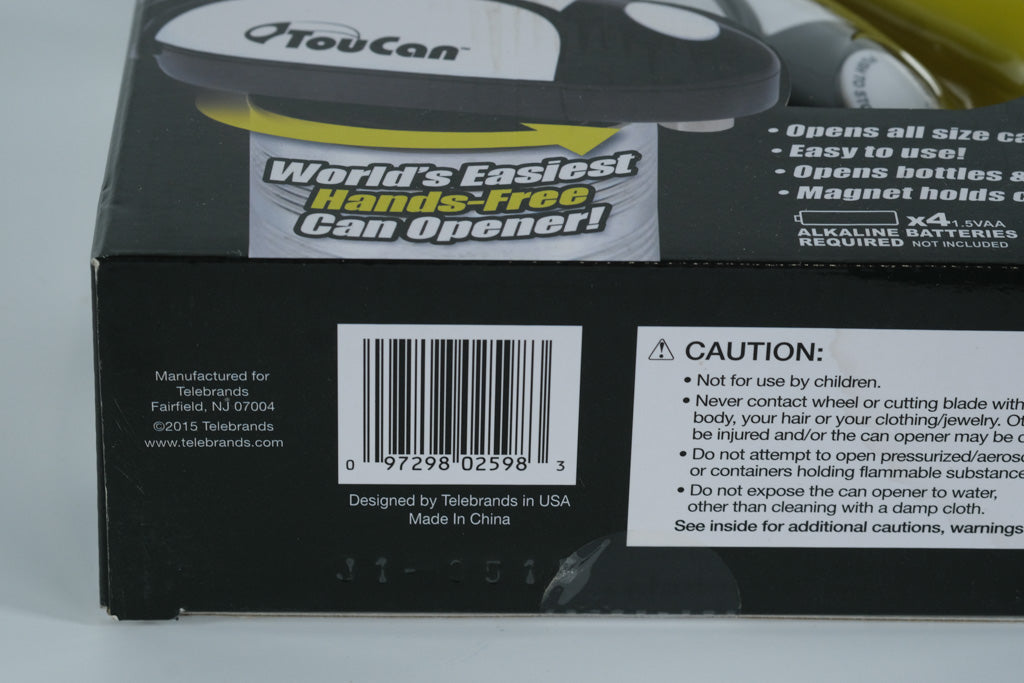 TouCan™
World's Easiest
Hands-Free
Can Opener!
• Opens all size
• Easy to use!
• Opens bottles &
• Magnet holds
x4 1.5VAA
ALKALINE BATTERIES
REQUIRED NOT INCLUDED
Manufactured for
Telebrands
Fairfield, NJ 07004
©2015 Telebrands
www.telebrands.com
0 97298 02598 3
Designed by Telebrands in USA
Made In China
CAUTION:
• Not for use by children.
• Never contact wheel or cutting blade with
body, your hair or your clothing/jewelry.
be injured and/or the can opener may be
• Do not attempt to open pressurized/
or containers holding flammable
• Do not expose the can opener to water,
other than cleaning with a damp cloth.
See inside for additional cautions, warnings